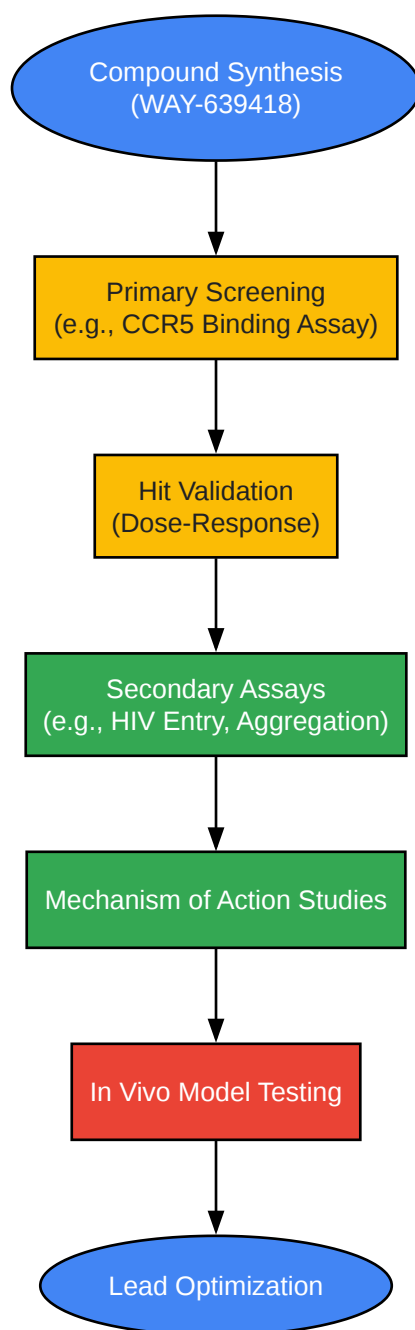 Compound Synthesis
(WAY-639418)
Primary Screening
(e.g., CCR5 Binding Assay)
Hit Validation
(Dose-Response)
Secondary Assays
(e.g., HIV Entry, Aggregation)
Mechanism of Action Studies
In Vivo Model Testing
Lead Optimization